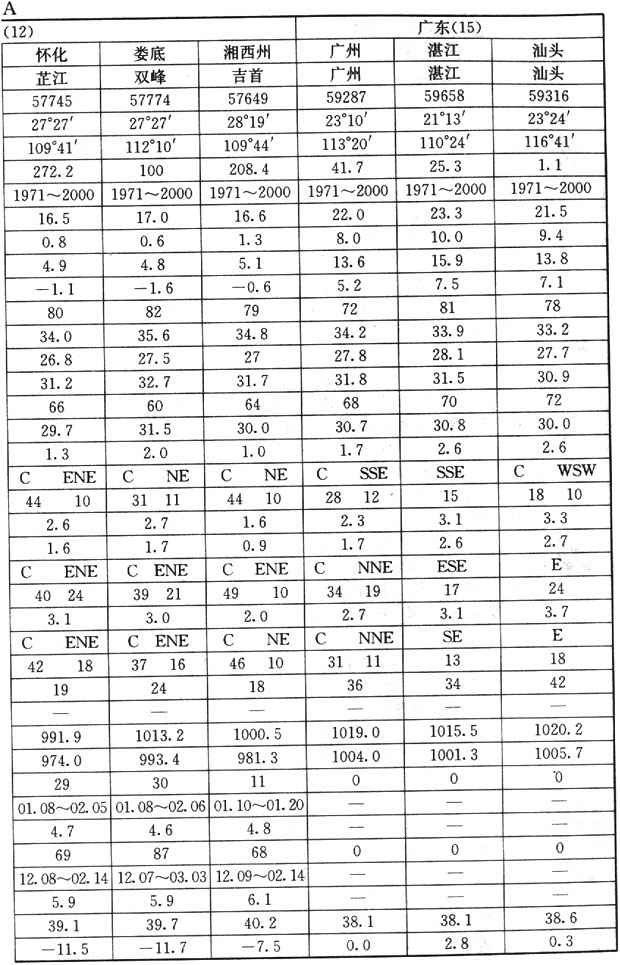 A
(12) 广东(15)
怀化 娄底 湘西州 广州 湛江 汕头
芷江 双峰 吉首 广州 湛江 汕头
57745 57774 57649 59287 59658 59316
27°27′ 27°27′ 28°19′ 23°10′ 21°13′ 23°24′
109°41′ 112°10′ 109°44′ 113°20′ 110°24′ 116°41′
272.2 100 208.4 41.7 25.3 1.1
1971～2000 1971～2000 1971～2000 1971～2000 1971～2000 1971～2000
16.5 17.0 16.6 22.0 23.3 21.5
0.8 0.6 1.3 8.0 10.0 9.4
4.9 4.8 5.1 13.6 15.9 13.8
−1.1 −1.6 −0.6 5.2 7.5 7.1
80 82 79 72 81 78
34.0 35.6 34.8 34.2 33.9 33.2
26.8 27.5 27 27.8 28.1 27.7
31.2 32.7 31.7 31.8 31.5 30.9
66 60 64 68 70 72
29.7 31.5 30.0 30.7 30.8 30.0
1.3 2.0 1.0 1.7 2.6 2.6
C ENE C NE C NE C SSE SSE C WSW
44 10 31 11 44 10 28 12 15 18 10
2.6 2.7 1.6 2.3 3.1 3.3
1.6 1.7 0.9 1.7 2.6 2.7
C ENE C ENE C ENE C NNE ESE E
40 24 39 21 49 10 34 19 17 24
3.1 3.0 2.0 2.7 3.1 3.7
C ENE C ENE C NE C NNE SE E
42 18 37 16 46 10 31 11 13 18
19 24 18 36 34 42
— — — — — —
991.9 1013.2 1000.5 1019.0 1015.5 1020.2
974.0 993.4 981.3 1004.0 1001.3 1005.7
29 30 11 0 0 0
01.08～02.05 01.08～02.06 01.10～01.20 — — —
4.7 4.6 4.8 — — —
69 87 68 0 0 0
12.08～02.14 12.07～03.03 12.09～02.14 — — —
5.9 5.9 6.1 — — —
39.1 39.7 40.2 38.1 38.1 38.6
−11.5 −11.7 −7.5 0.0 2.8 0.3